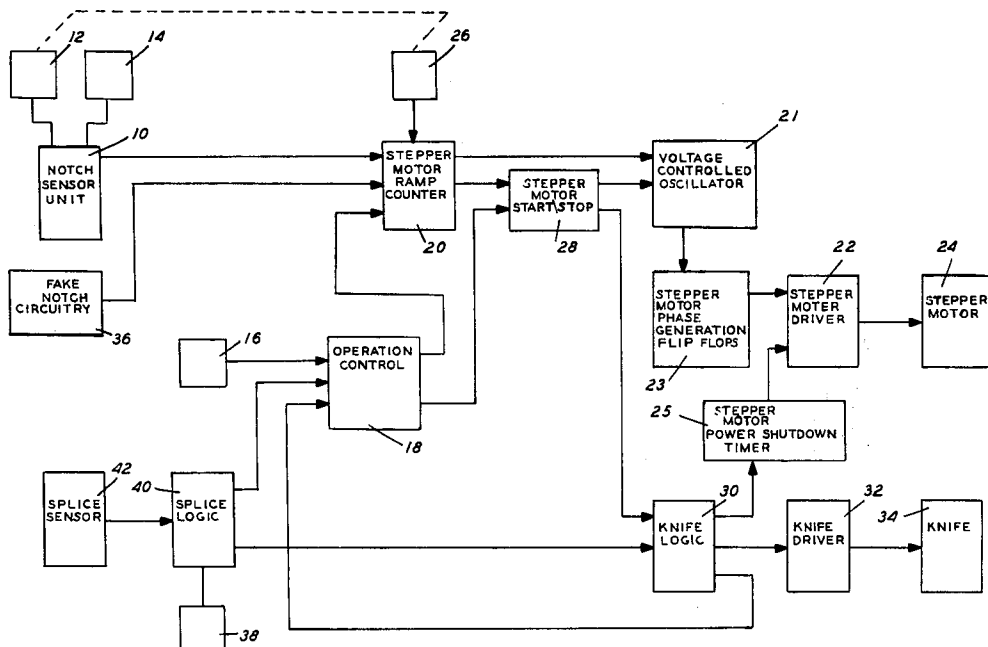 12
14
26
10
NOTCH
SENSOR
UNIT
STEPPER
MOTOR
RAMP
COUNTER
20
STEPPER
MOTOR
START\STOP
28
21
VOLTAGE
CONTROLLED
OSCILLATOR
FAKE
NOTCH
CIRCUITRY
36
16
OPERATION
CONTROL
18
STEPPER
MOTOR
PHASE
GENERATION
FLIP FLOPS
23
22
STEPPER
MOTER
DRIVER
24
STEPPER
MOTOR
25
STEPPER
MOTOR
POWER SHUTDOWN
TIMER
42
SPLICE
SENSOR
40
SPLICE
LOGIC
38
30
KNIFE
LOGIC
32
KNIFE
DRIVER
34
KNIFE